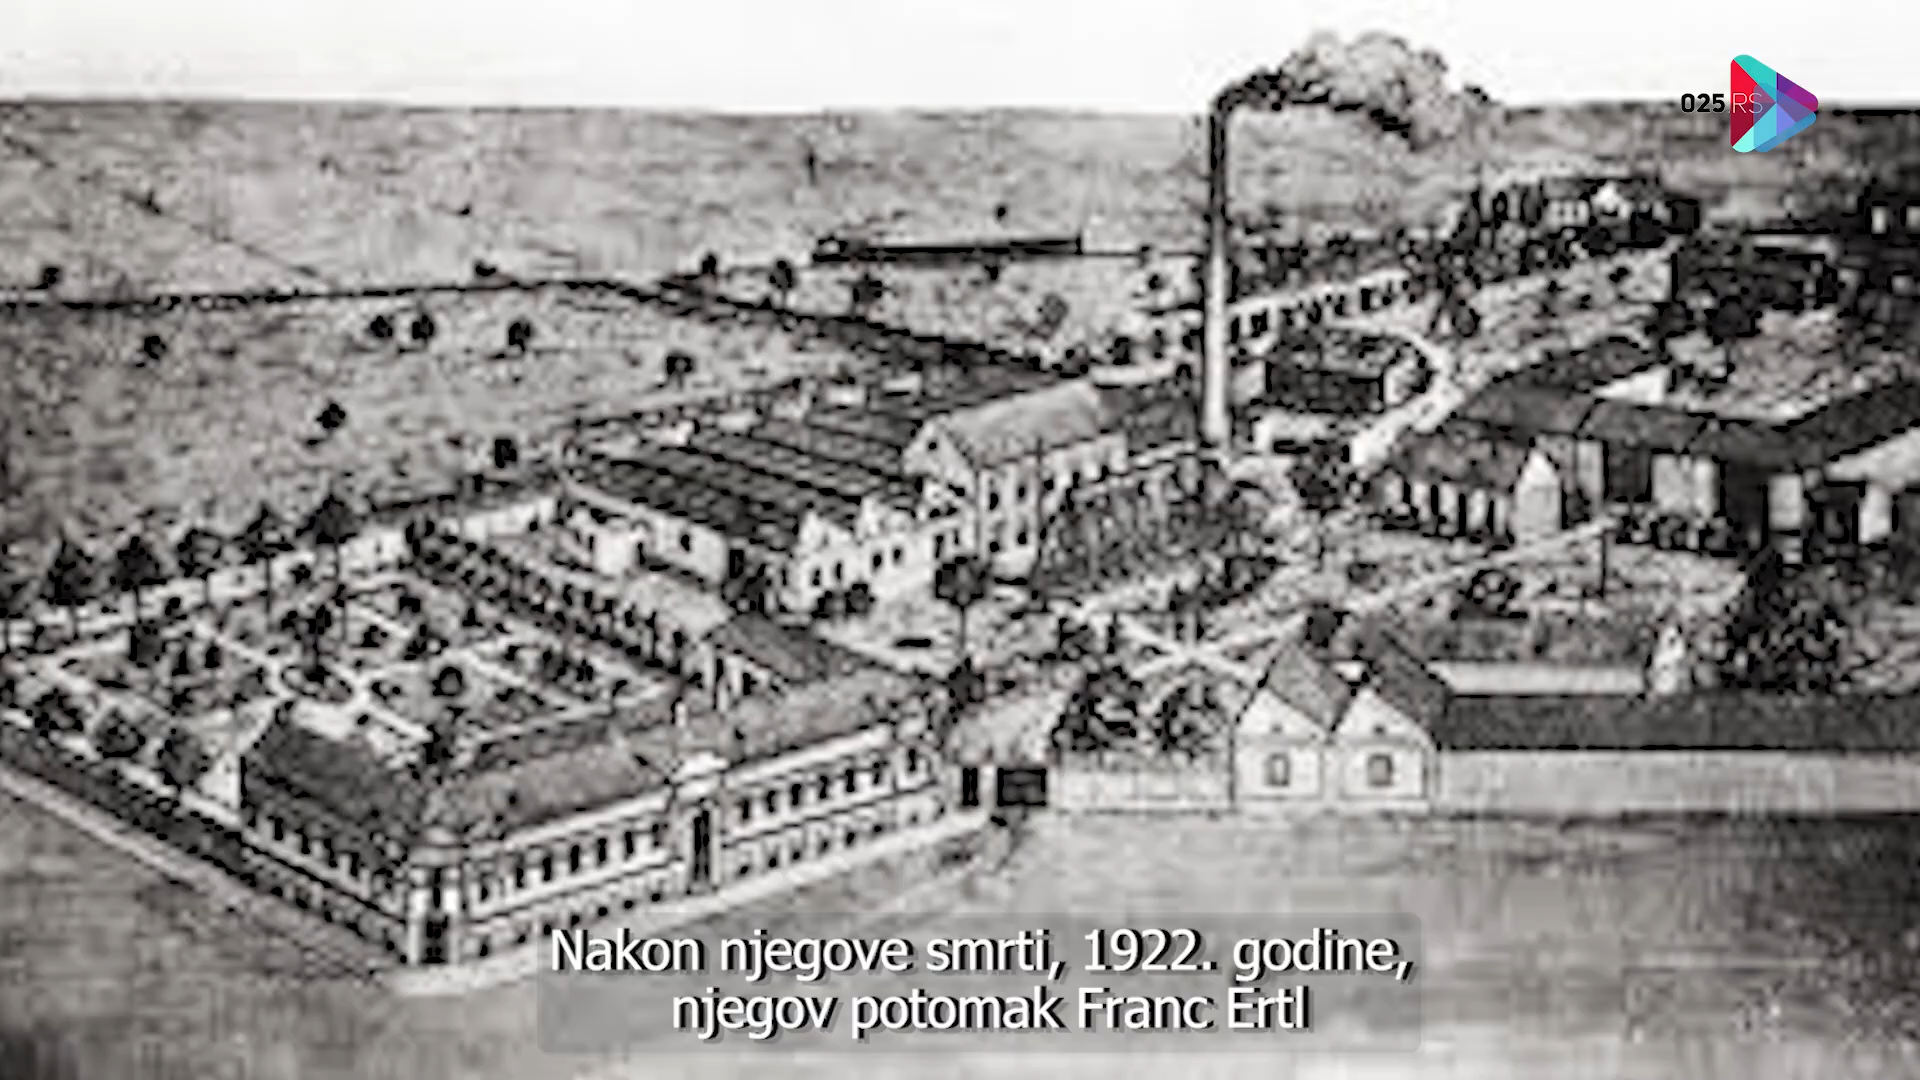 025 RS
Nakon njegove smrti, 1922. godine,
njegov potomak Franc Ertl